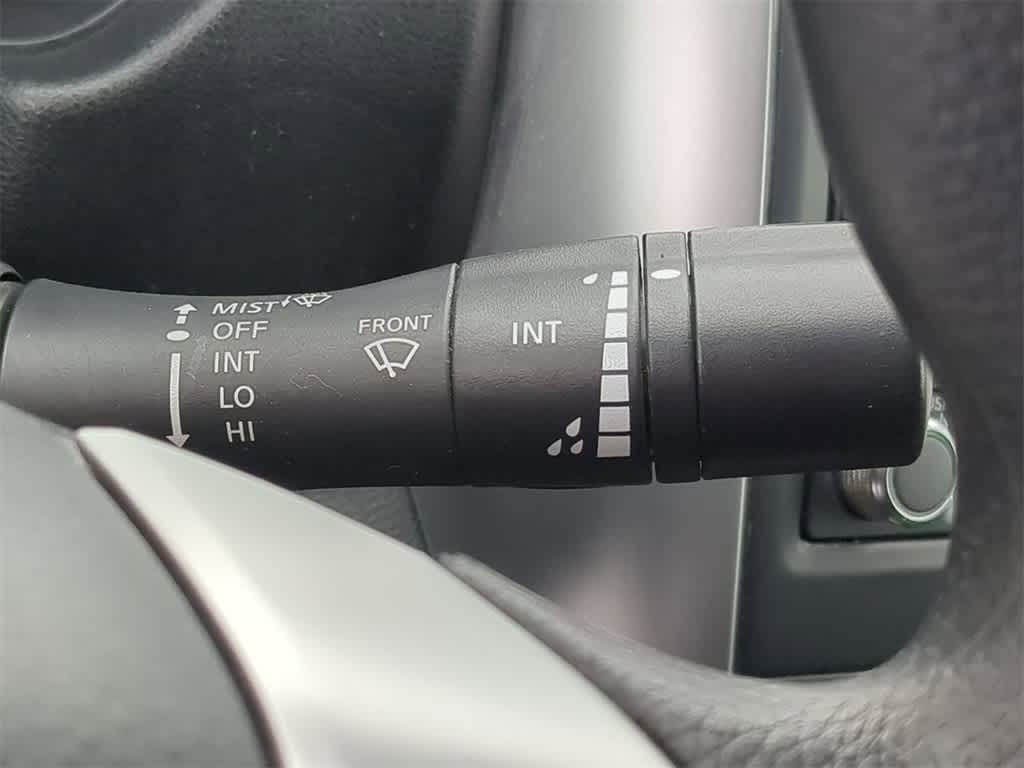 MIST
OFF
INT
LO
HI
FRONT
INT